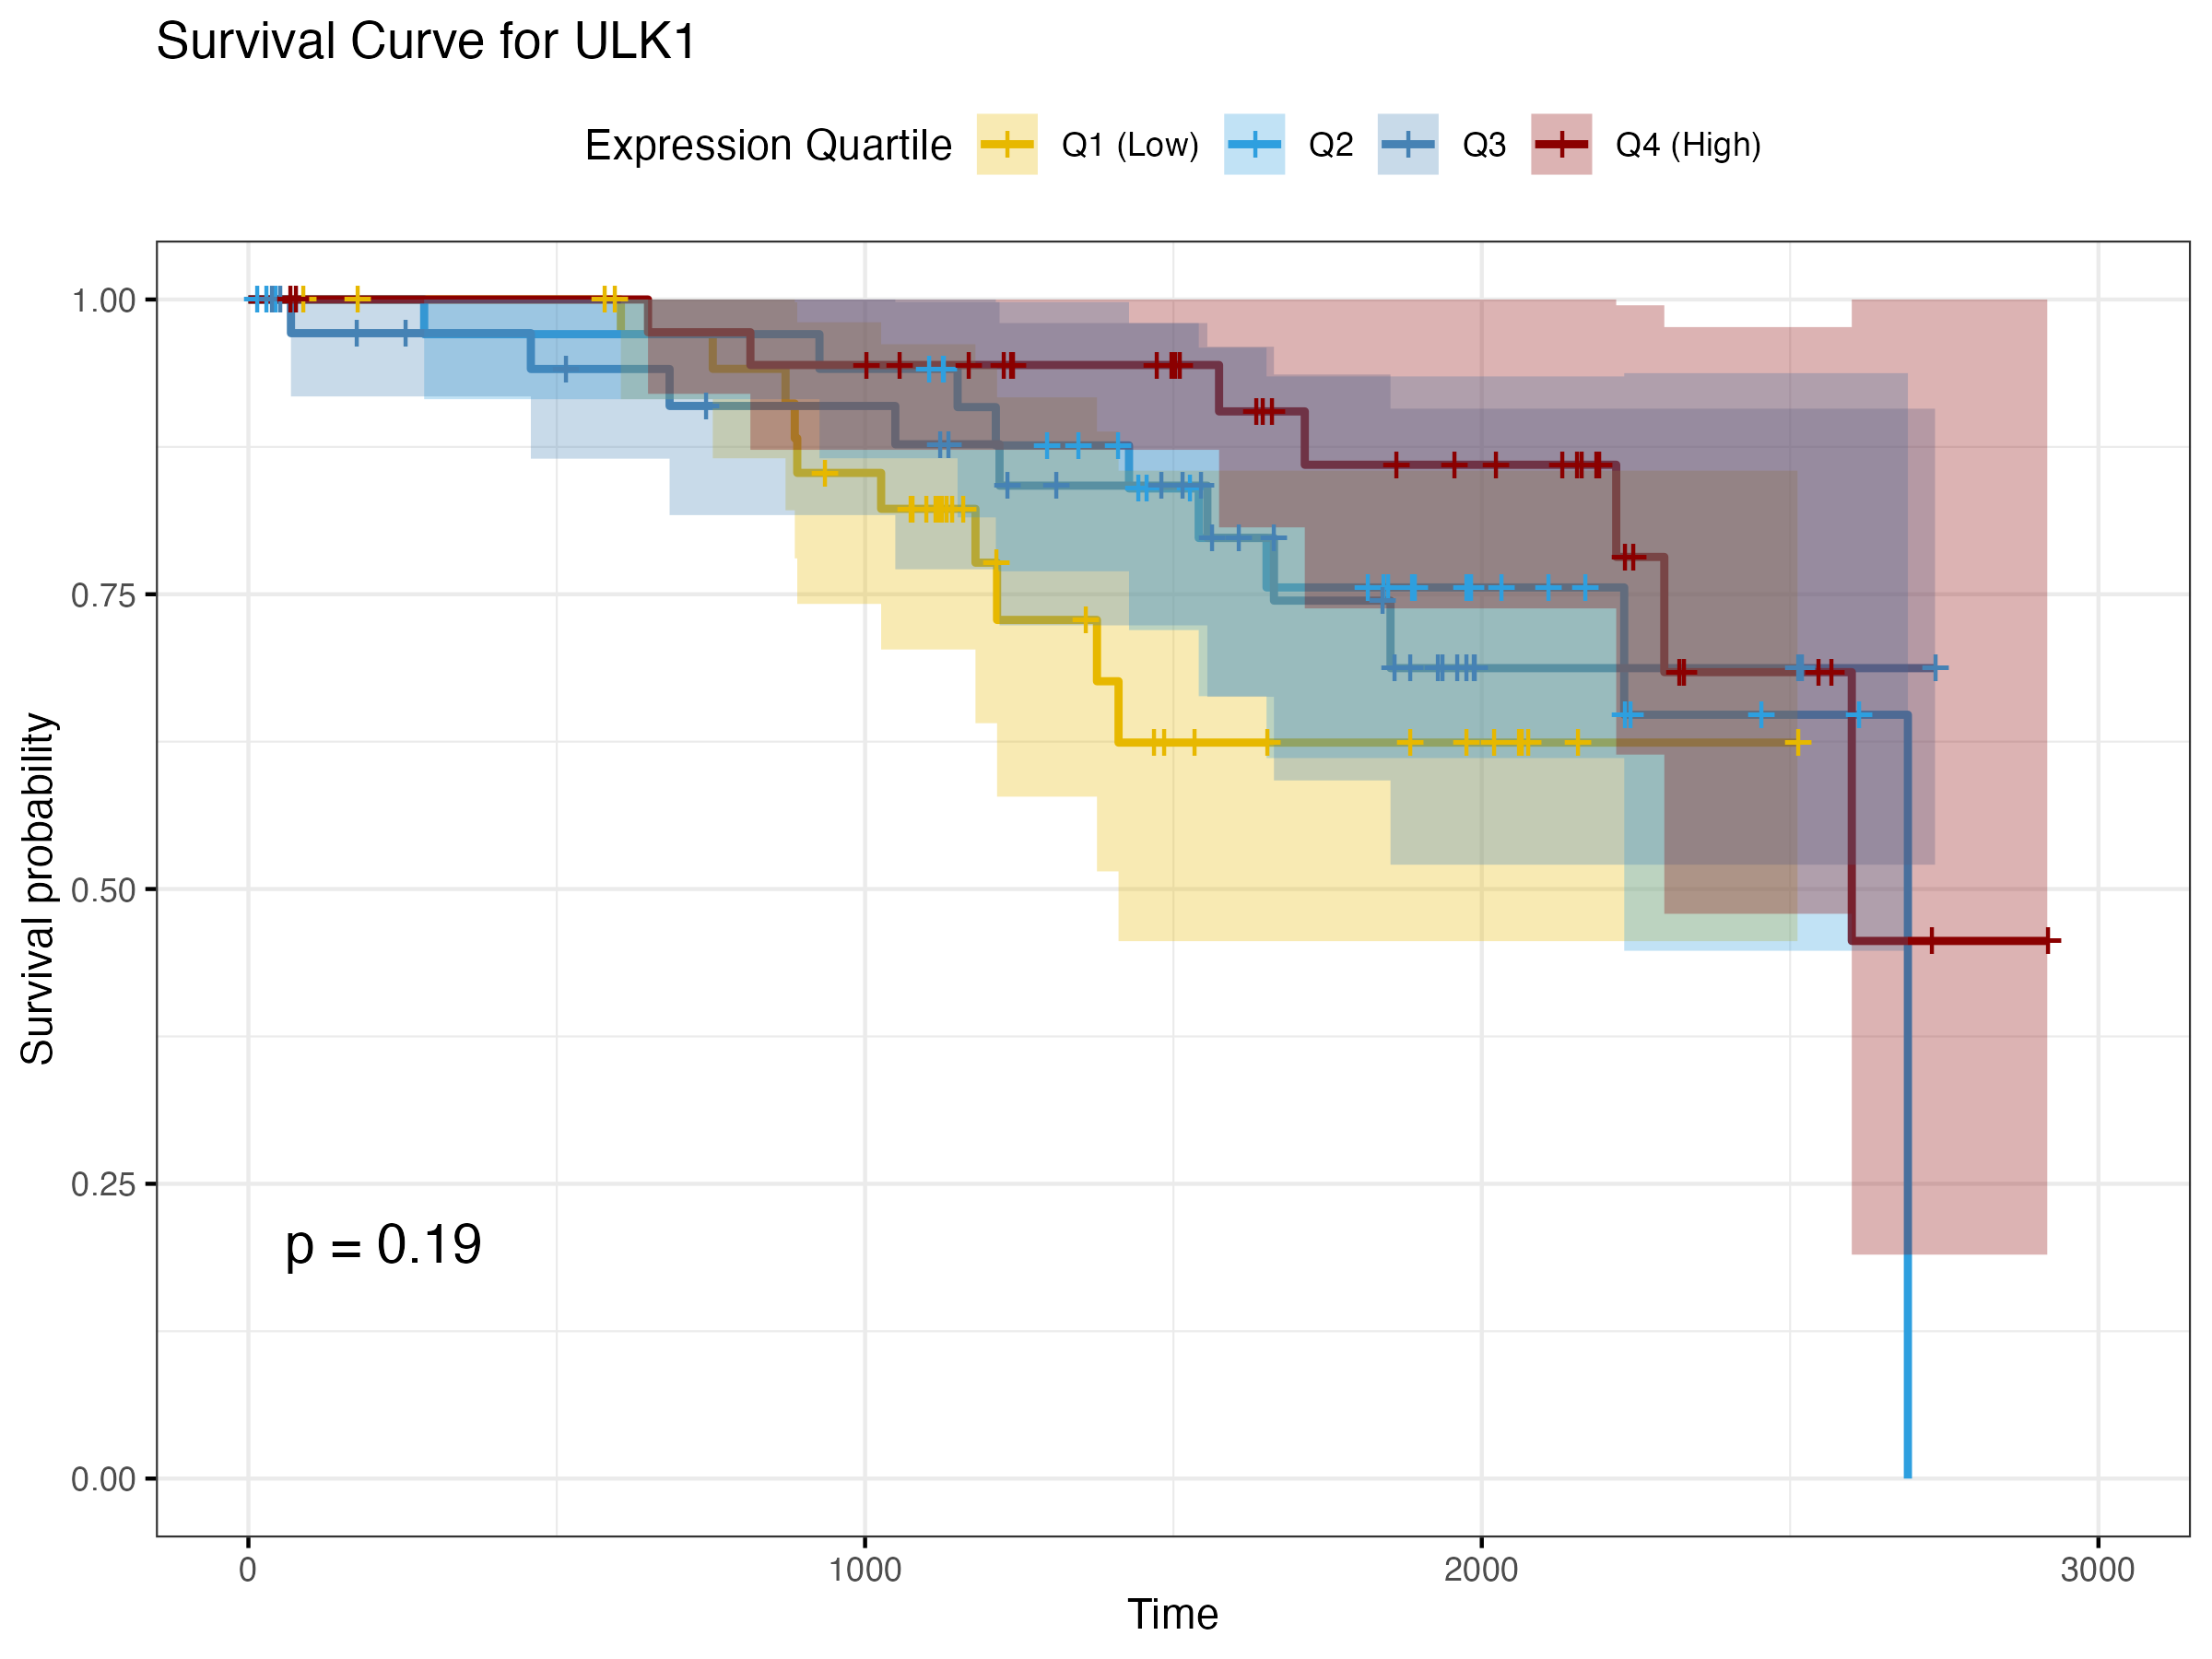 Survival Curve for ULK1
Expression Quartile Q1 (Low) Q2 Q3 Q4 (High)
Survival probability
1.00
0.75
0.50
0.25
0.00
p = 0.19
0 1000 2000 3000
Time